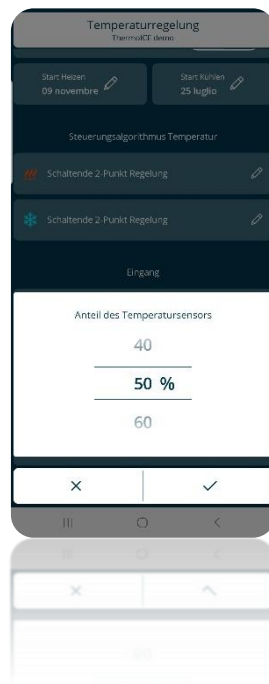 Temperaturregelung
ThermoICE demo
Start Heizen
09 novembre
Start Kühlen
25 luglio
Steuerungsalgorithmus Temperatur
Schaltende 2-Punkt Regelung
Schaltende 2-Punkt Regelung
Eingang
Anteil des Temperatursensors
40
50 %
60